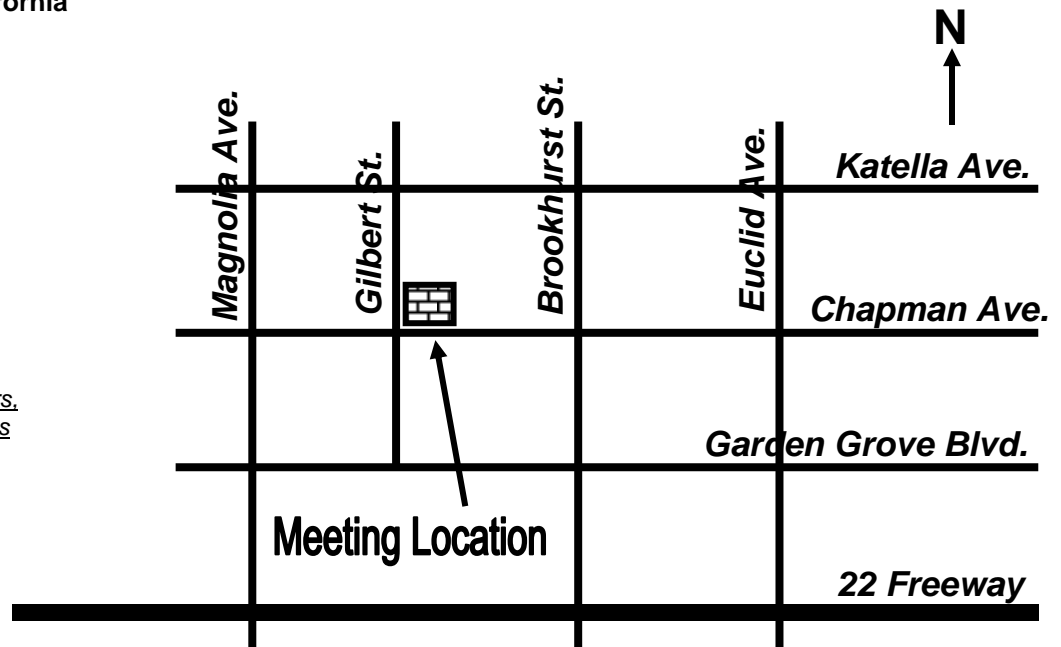 ornia
N
Magnolia Ave.
Gilbert St.
Brookhurst St.
Euclid Ave.
Katella Ave.
Chapman Ave.
rs,
s
Garden Grove Blvd.
Meeting Location
22 Freeway